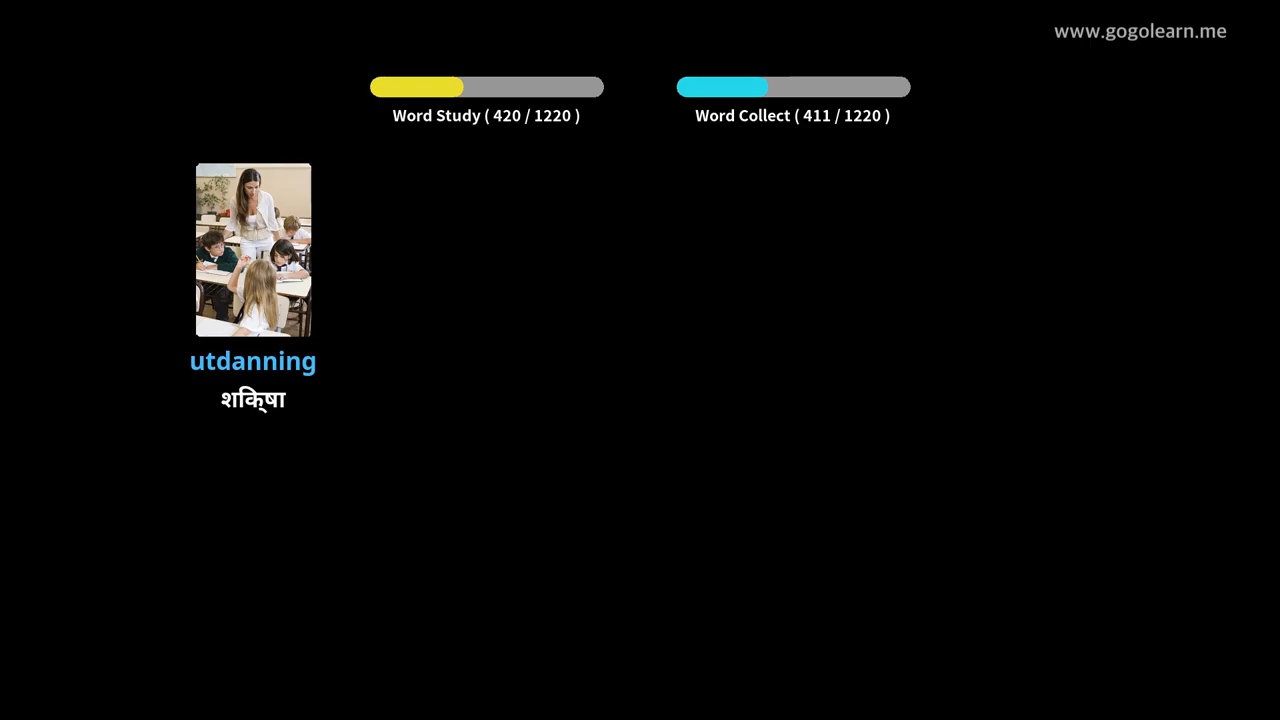 www.gogolearn.me
Word Study ( 420 / 1220 )
Word Collect ( 411 / 1220 )
utdanning
शकि्षा